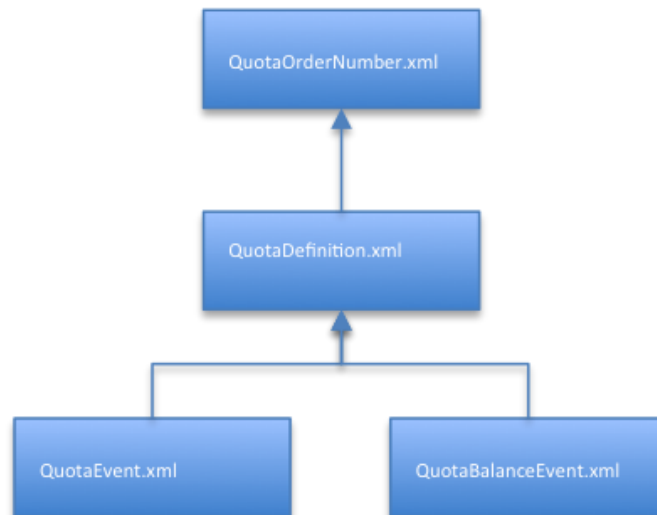 QuotaOrderNumber.xml
QuotaDefinition.xml
QuotaEvent.xml
QuotaBalanceEvent.xml